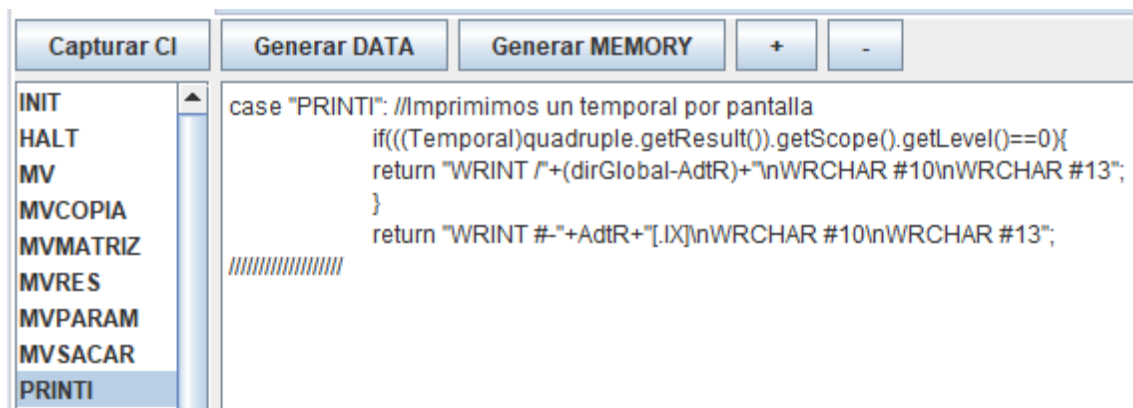 Capturar CI Generar DATA Generar MEMORY + -
INIT
HALT
MV
MVCOPIA
MVMATRIZ
MVRES
MVPARAM
MVSACAR
PRINTI
case "PRINTI": //Imprimimos un temporal por pantalla
if(((Temporal)quadruple.getResult()).getScope().getLevel()==0){
return "WRINT /"+(dirGlobal-AdtR)+"\nWRCHAR #10\nWRCHAR #13";
}
return "WRINT #-"+AdtR+"[.IX]\nWRCHAR #10\nWRCHAR #13";
///////////////////